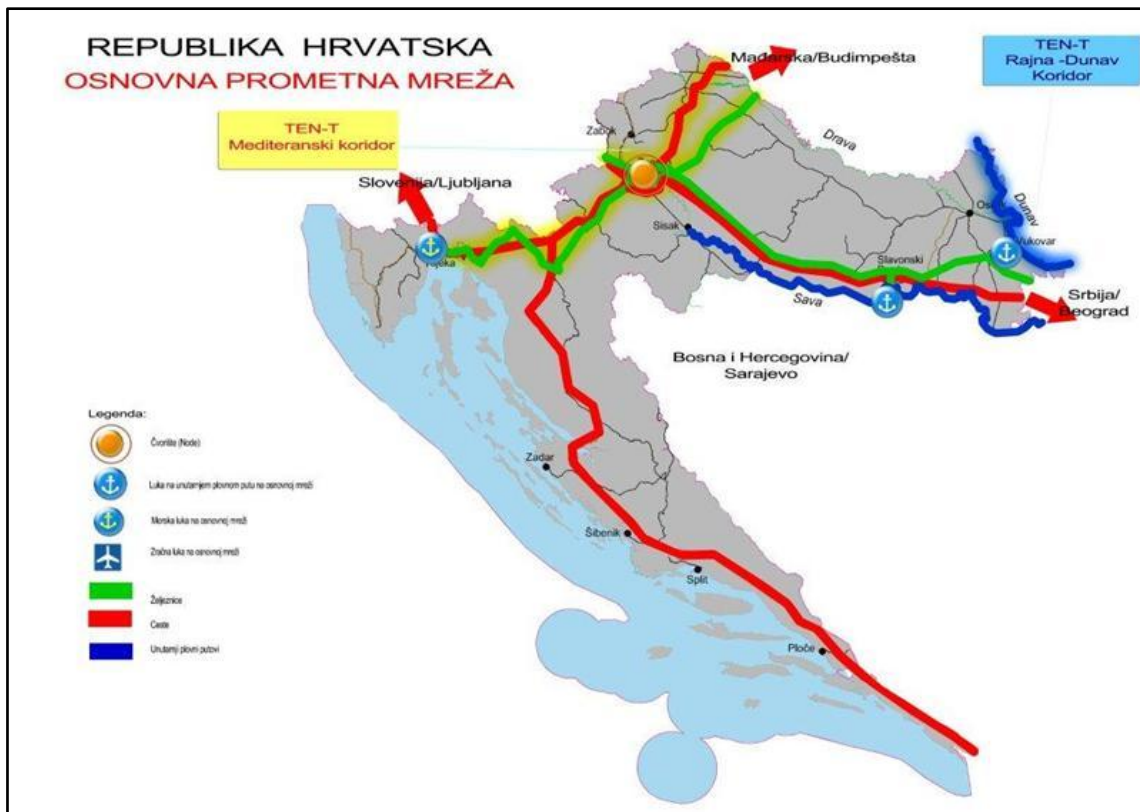 REPUBLIKA HRVATSKA
OSNOVNA PROMETNA MREŽA
TEN-T
Mediteranski koridor
Mađarska/Budimpešta
TEN-T
Rajna -Dunav
Koridor
Slovenija/Ljubljana
Zabok
Drava
Dunav
Sisak
Vukovar
Slavonski
Sava
Srbija/
Beograd
Bosna i Hercegovina/
Sarajevo
Zadar
Šibenik
Split
Ploče
Legenda:
Čvorište (Node)
Luka na unutarnjem plovnom putu na osnovnoj mreži
Morska luka na osnovnoj mreži
Zračna luka na osnovnoj mreži
Željeznice
Ceste
Unutarnji plovni putovi